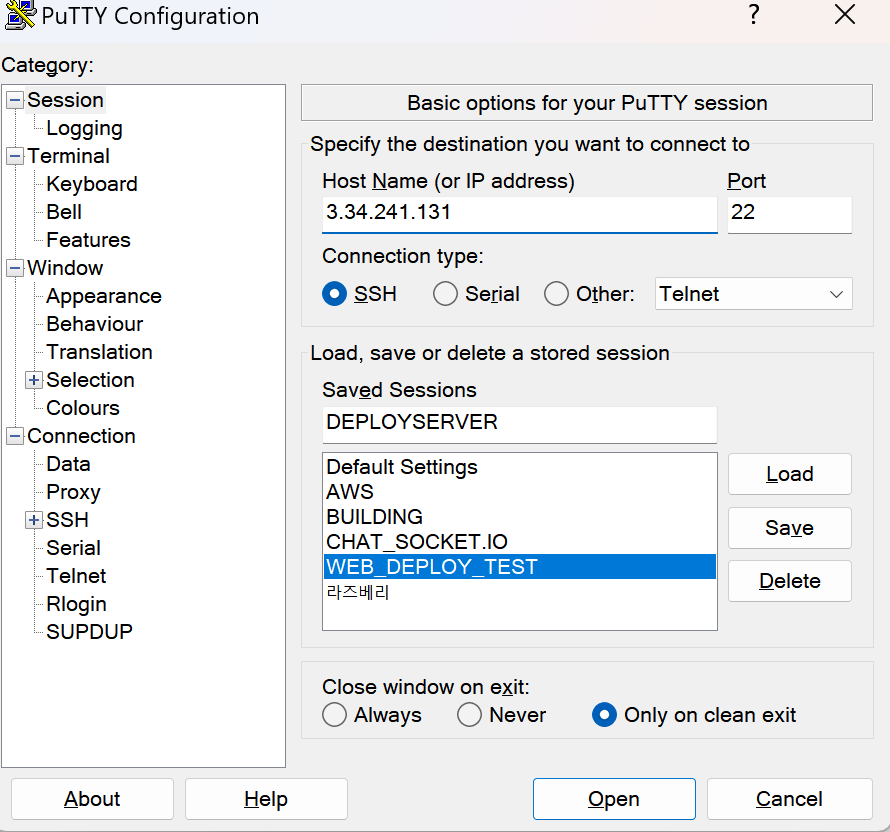 PuTTY Configuration
?
Category:
Session
Logging
Terminal
Keyboard
Bell
Features
Window
Appearance
Behaviour
Translation
Selection
Colours
Connection
Data
Proxy
SSH
Serial
Telnet
Rlogin
SUPDUP
Basic options for your PuTTY session
Specify the destination you want to connect to
Host Name (or IP address) Port
3.34.241.131 22
Connection type:
SSH Serial Other: Telnet
Load, save or delete a stored session
Saved Sessions
DEPLOYSERVER
Default Settings
AWS
BUILDING
CHAT_SOCKET.IO
WEB_DEPLOY_TEST
라즈베리
Load
Save
Delete
Close window on exit:
Always Never Only on clean exit
About Help Open Cancel